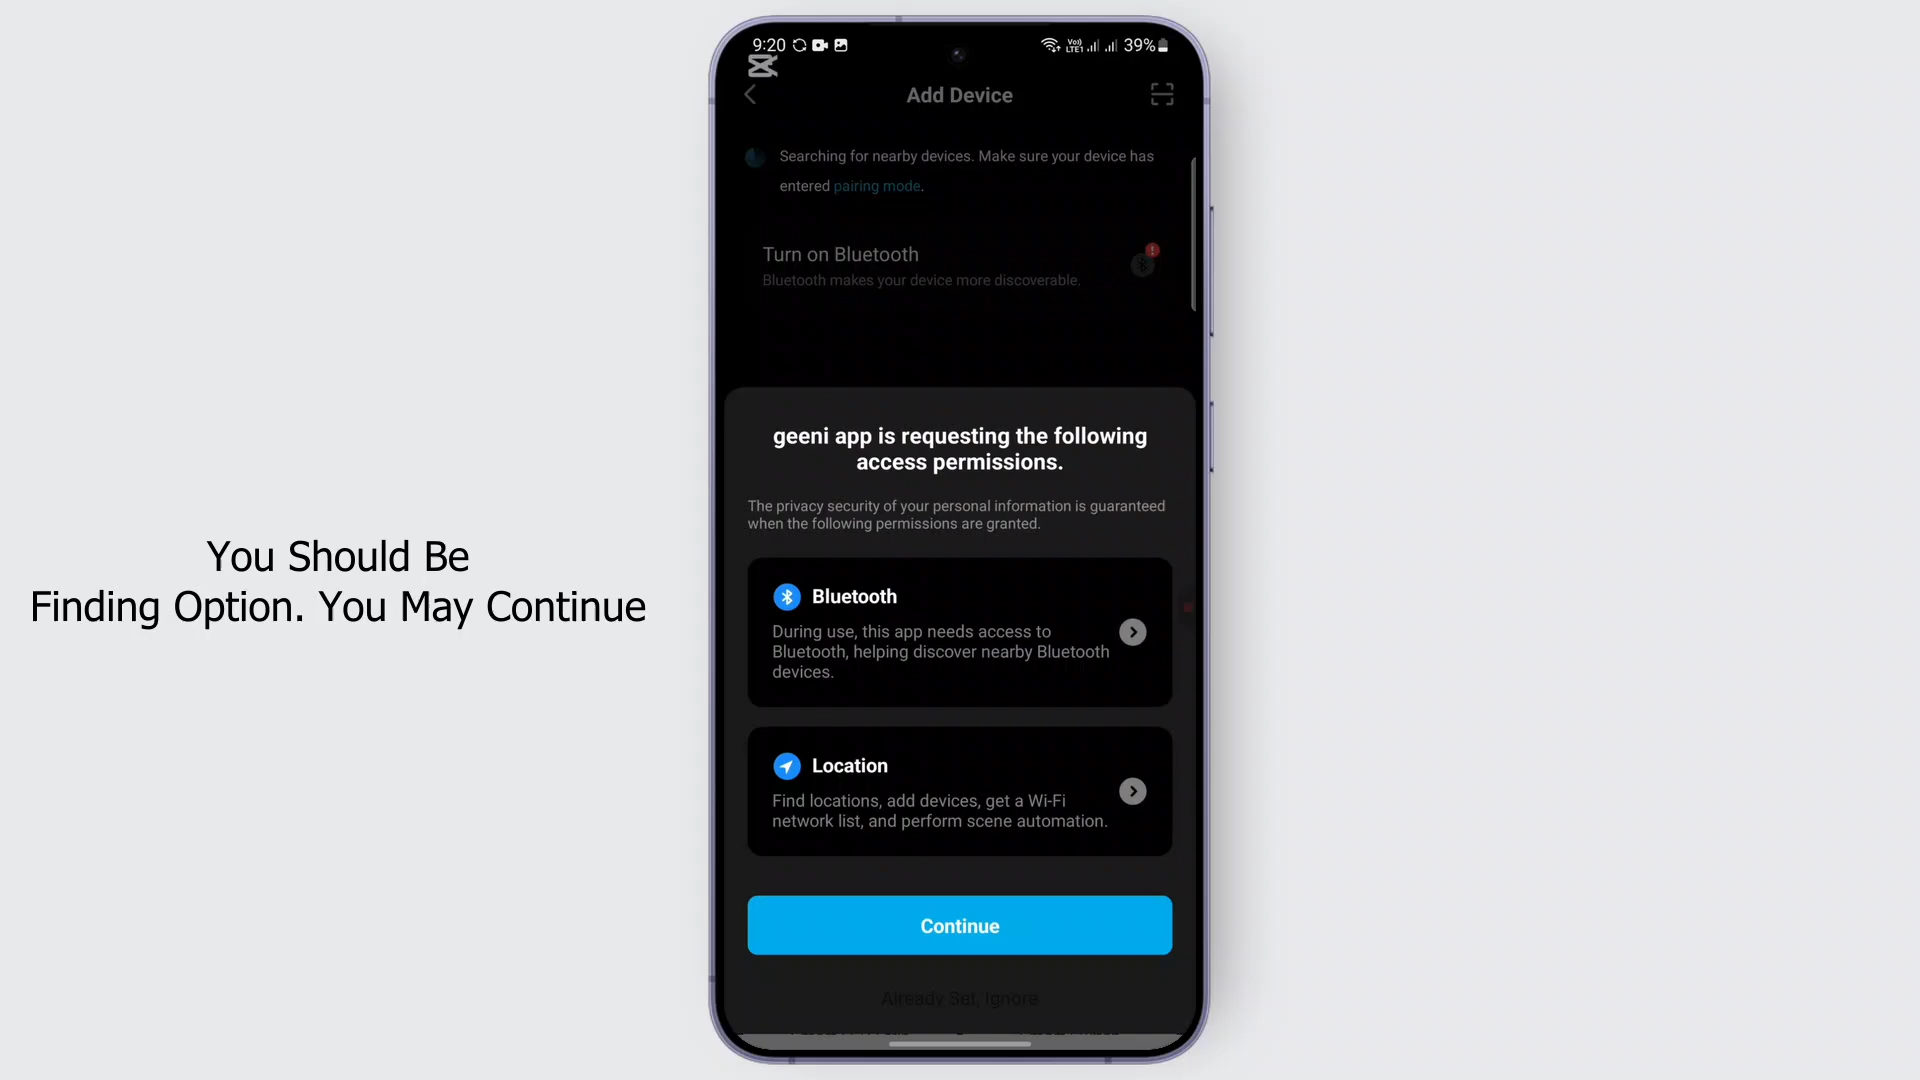 9:20
Vo))
LTE1
39%
Add Device
Searching for nearby devices. Make sure your device has
entered pairing mode.
Turn on Bluetooth
Bluetooth makes your device more discoverable.
You Should Be
Finding Option. You May Continue
geeni app is requesting the following
access permissions.
The privacy security of your personal information is guaranteed
when the following permissions are granted.
Bluetooth
During use, this app needs access to
Bluetooth, helping discover nearby Bluetooth
devices.
Location
Find locations, add devices, get a Wi-Fi
network list, and perform scene automation.
Continue
Already Set, Ignore